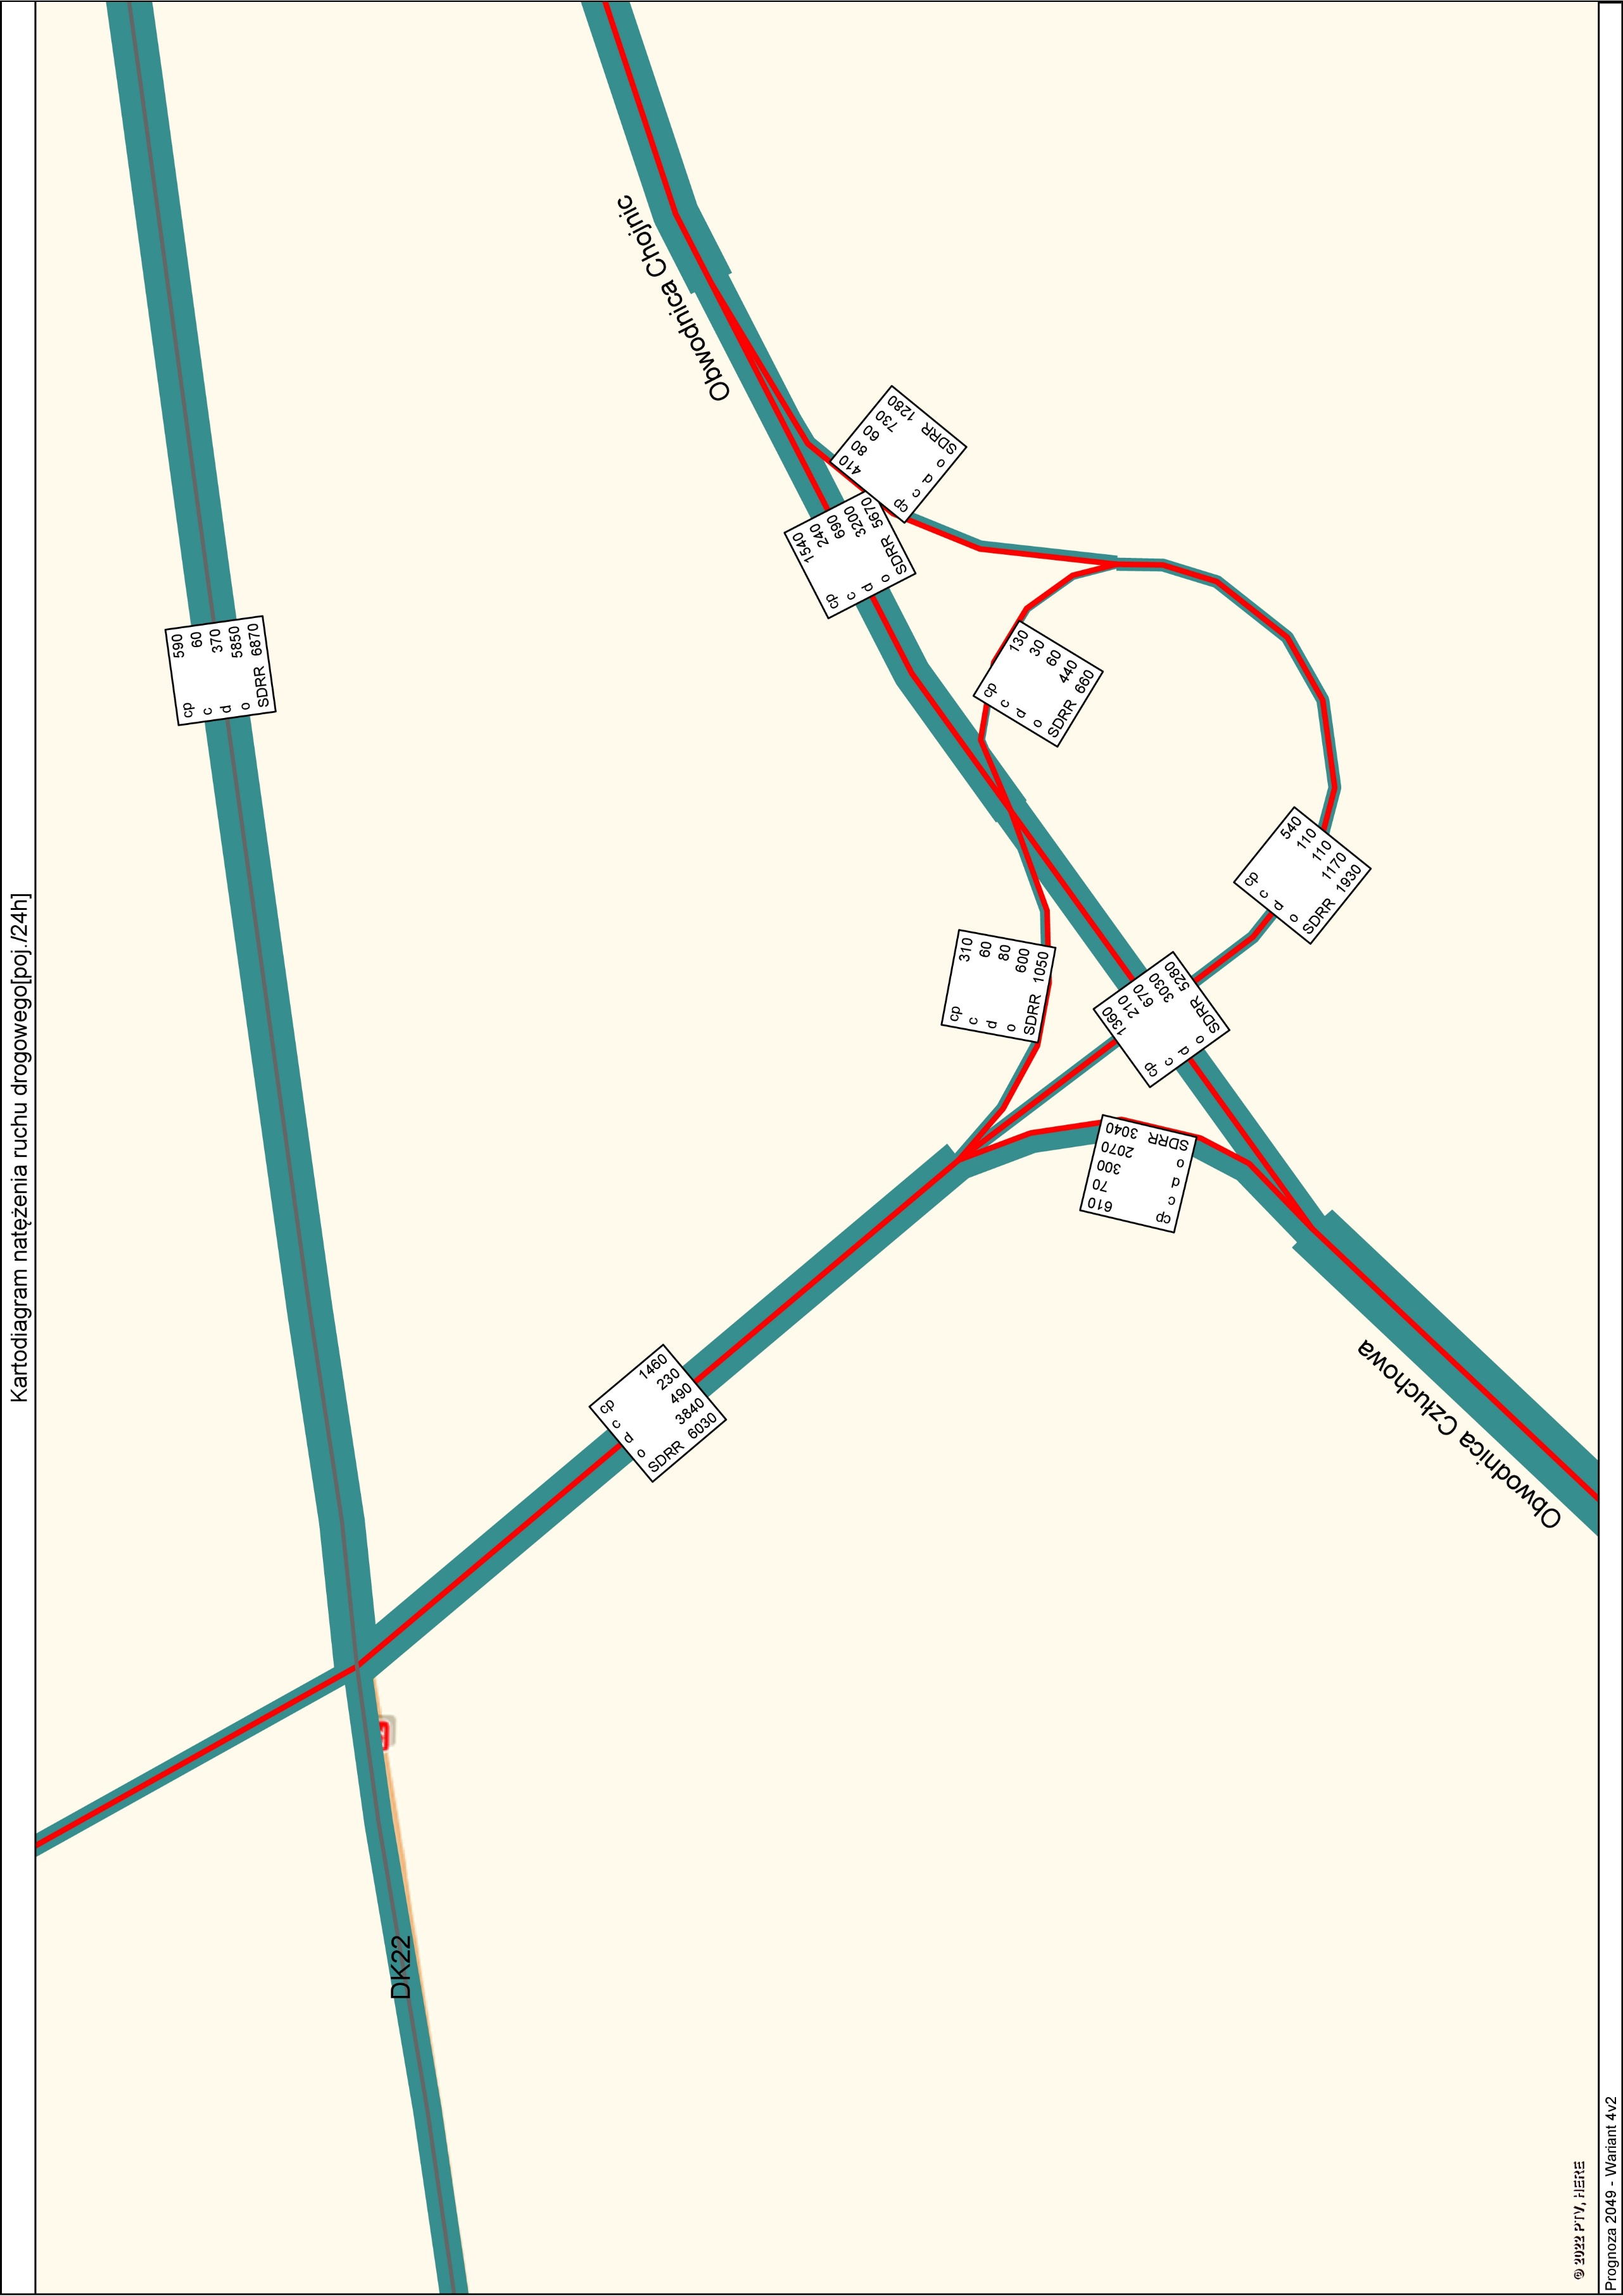 Kartodiagram natężenia ruchu drogowego[poj./24h]
cp 590
c 60
d 370
o 5850
SDRR 6870
Obwodnica Chojnic
cp 410
c 80
d 60
o 730
SDRR 1280
cp 1540
c 240
d 690
o 3200
SDRR 5670
cp 130
c 30
d 60
o 440
SDRR 660
cp 540
c 110
d 110
o 1170
SDRR 1930
cp 310
c 60
d 80
o 600
SDRR 1050
cp 1360
c 210
d 670
o 3030
SDRR 5280
cp 610
c 70
d 300
o 2070
SDRR 3040
cp 1460
c 230
d 490
o 3840
SDRR 6030
Obwodnica Człuchowa
DK22
© 2022 PTV, HERE
Prognoza 2049 - Wariant 4v2